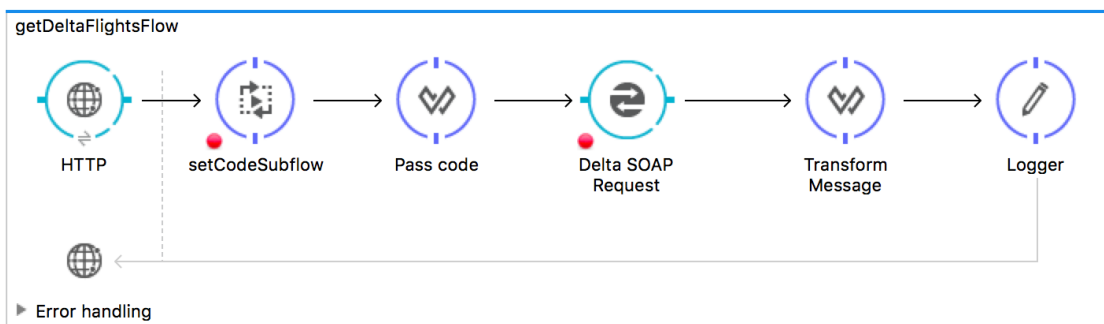 getDeltaFlightsFlow
HTTP
setCodeSubflow
Pass code
Delta SOAP
Request
Transform
Message
Logger
Error handling